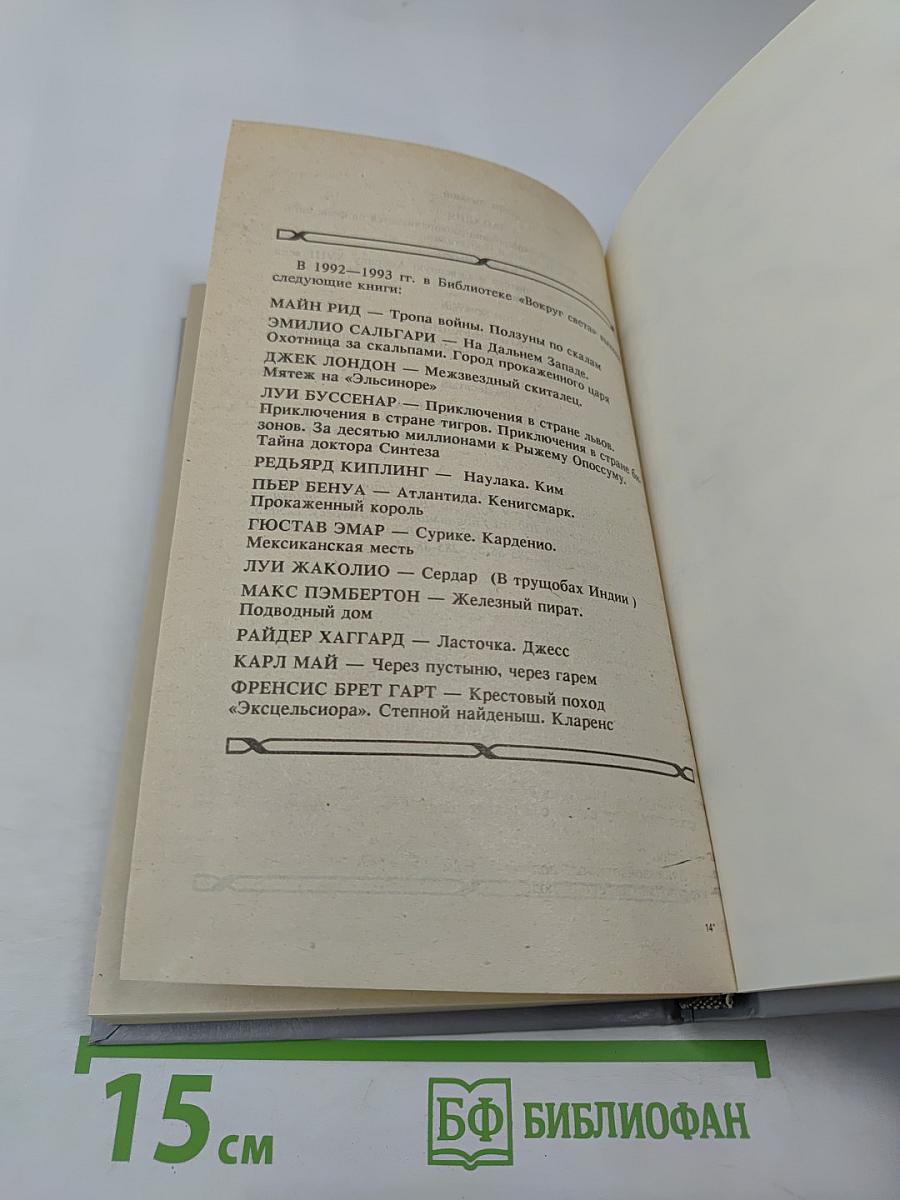 В 1992—1993 гг. в Библиотеке «Вокруг света»
следующие книги:
МАЙН РИД — Тропа войны. Ползуны по скалам
ЭМИЛИО САЛЬГАРИ — На Дальнем Западе.
Охотница за скальпами. Город прокаженного царя
ДЖЕК ЛОНДОН — Межзвездный скиталец.
Мятеж на «Эльсиноре»
ЛУИ БУССЕНАР — Приключения в стране львов.
Приключения в стране тигров. Приключения в стране би-
зонов. За десятью миллионами к Рыжему Опоссуму.
Тайна доктора Синтеза
РЕДЬЯРД КИПЛИНГ — Наулака. Ким
ПЬЕР БЕНУА — Атлантида. Кенигсмарк.
Прокаженный король
ГЮСТАВ ЭМАР — Сурике. Карденио.
Мексиканская месть
ЛУИ ЖАКОЛИО — Сердар (В трущобах Индии)
МАКС ПЭМБЕРТОН — Железный пират.
Подводный дом
РАЙДЕР ХАГГАРД — Ласточка. Джесс
КАРЛ МАЙ — Через пустыню, через гарем
ФРЕНСИС БРЕТ ГАРТ — Крестовый поход
«Эксцельсиора». Степной найденыш. Кларенс
14*
15 см
БФ БИБЛИОФАН